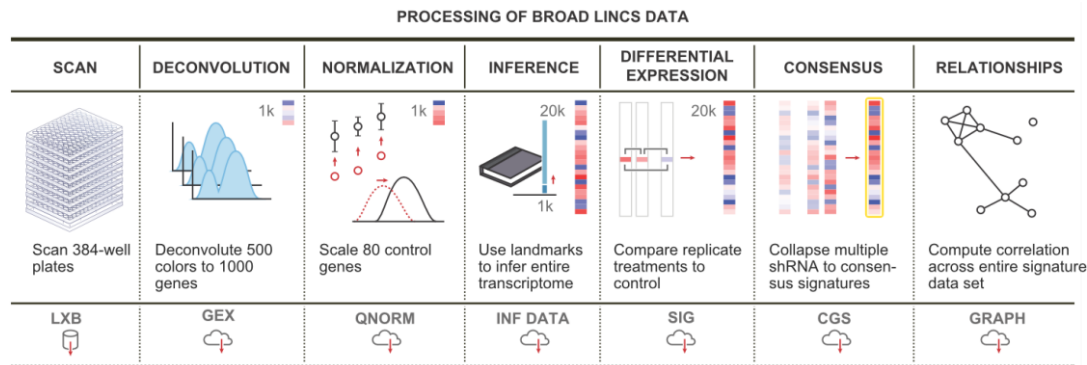 PROCESSING OF BROAD LINCS DATA
SCAN
DECONVOLUTION
NORMALIZATION
INFERENCE
DIFFERENTIAL
EXPRESSION
CONSENSUS
RELATIONSHIPS
1k
1k
20k
1k
20k
Scan 384-well
plates
Deconvolute 500
colors to 1000
genes
Scale 80 control
genes
Use landmarks
to infer entire
transcriptome
Compare replicate
treatments to
control
Collapse multiple
shRNA to consen-
sus signatures
Compute correlation
across entire signature
data set
LXB
GEX
QNORM
INF DATA
SIG
CGS
GRAPH